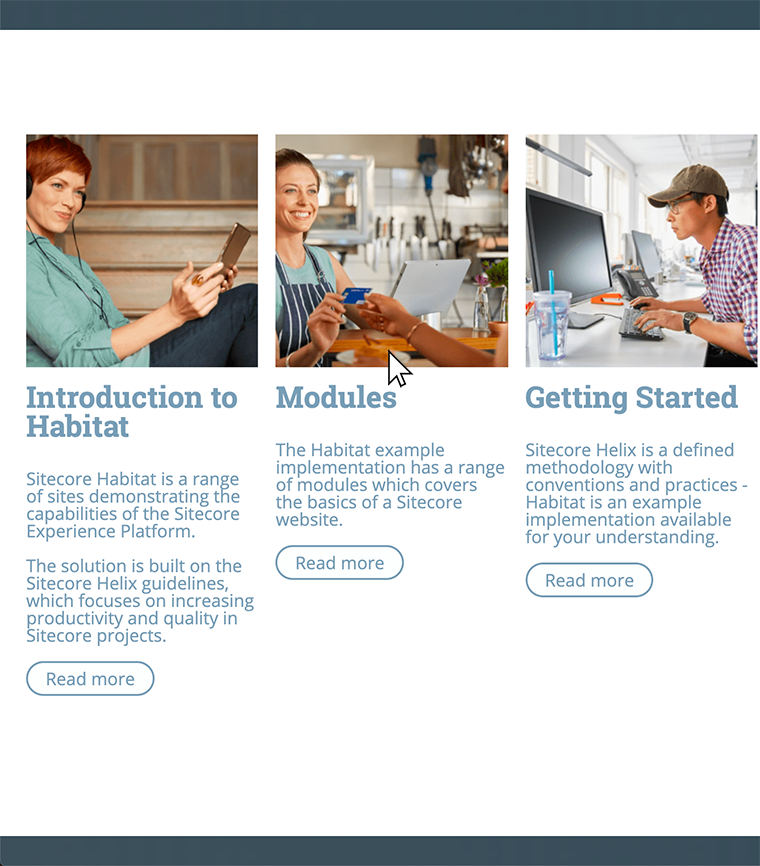 Introduction to
Habitat
Sitecore Habitat is a range
of sites demonstrating the
capabilities of the Sitecore
Experience Platform.
The solution is built on the
Sitecore Helix guidelines,
which focuses on increasing
productivity and quality in
Sitecore projects.
Read more
Modules
The Habitat example
implementation has a range
of modules which covers
the basics of a Sitecore
website.
Read more
Getting Started
Sitecore Helix is a defined
methodology with
conventions and practices -
Habitat is an example
implementation available
for your understanding.
Read more